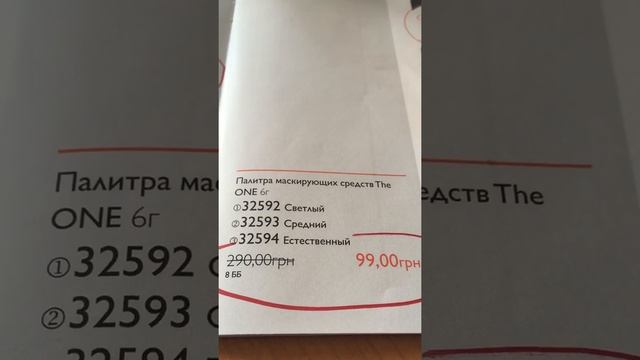 Палитра маскирующих средств The
ONE 6г
①32592 Светлый
②32593 Средний
③32594 Естественный
290,00грн 99,00грн
8 ББ